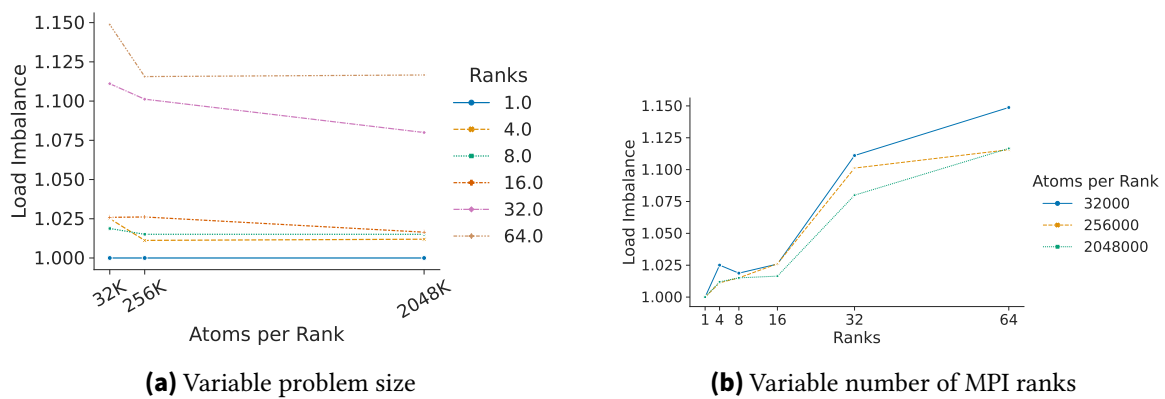 1.150
1.125
1.100
1.075
1.050
1.025
1.000
Load Imbalance
32K
256K
2048K
Atoms per Rank
Ranks
1.0
4.0
8.0
16.0
32.0
64.0
(a) Variable problem size
1.150
1.125
1.100
1.075
1.050
1.025
1.000
Load Imbalance
1 4 8 16 32 64
Ranks
Atoms per Rank
32000
256000
2048000
(b) Variable number of MPI ranks